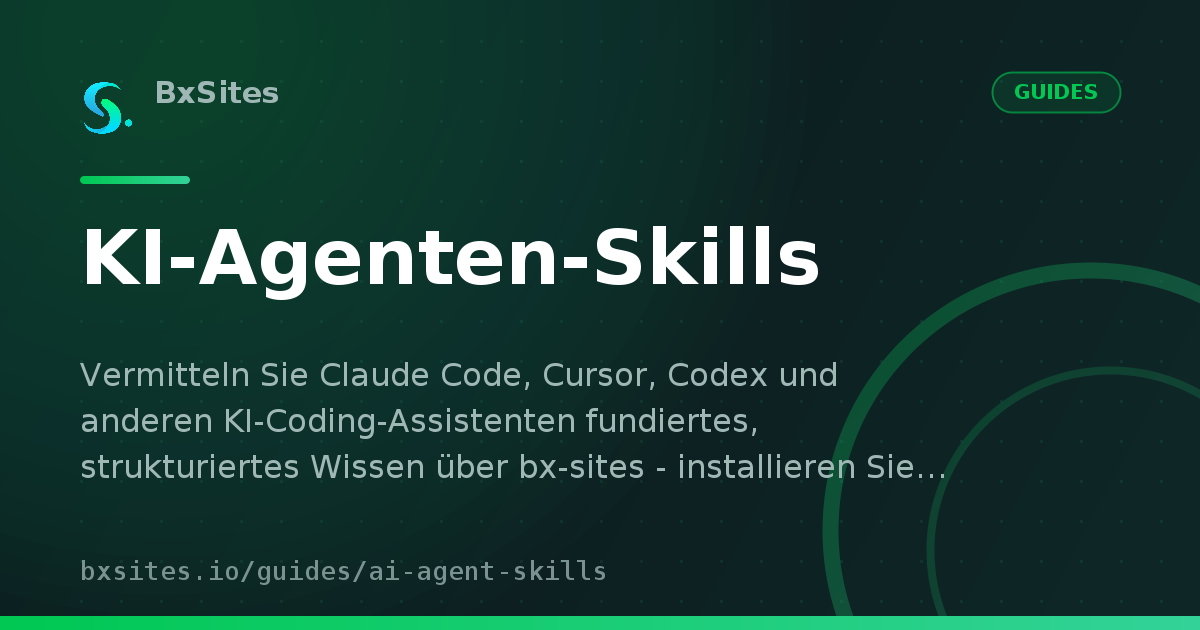 BxSites
GUIDES
KI-Agenten-Skills
Vermitteln Sie Claude Code, Cursor, Codex und
anderen KI-Coding-Assistenten fundiertes,
strukturiertes Wissen über bx-sites - installieren Sie…
bxsites.io/guides/ai-agent-skills